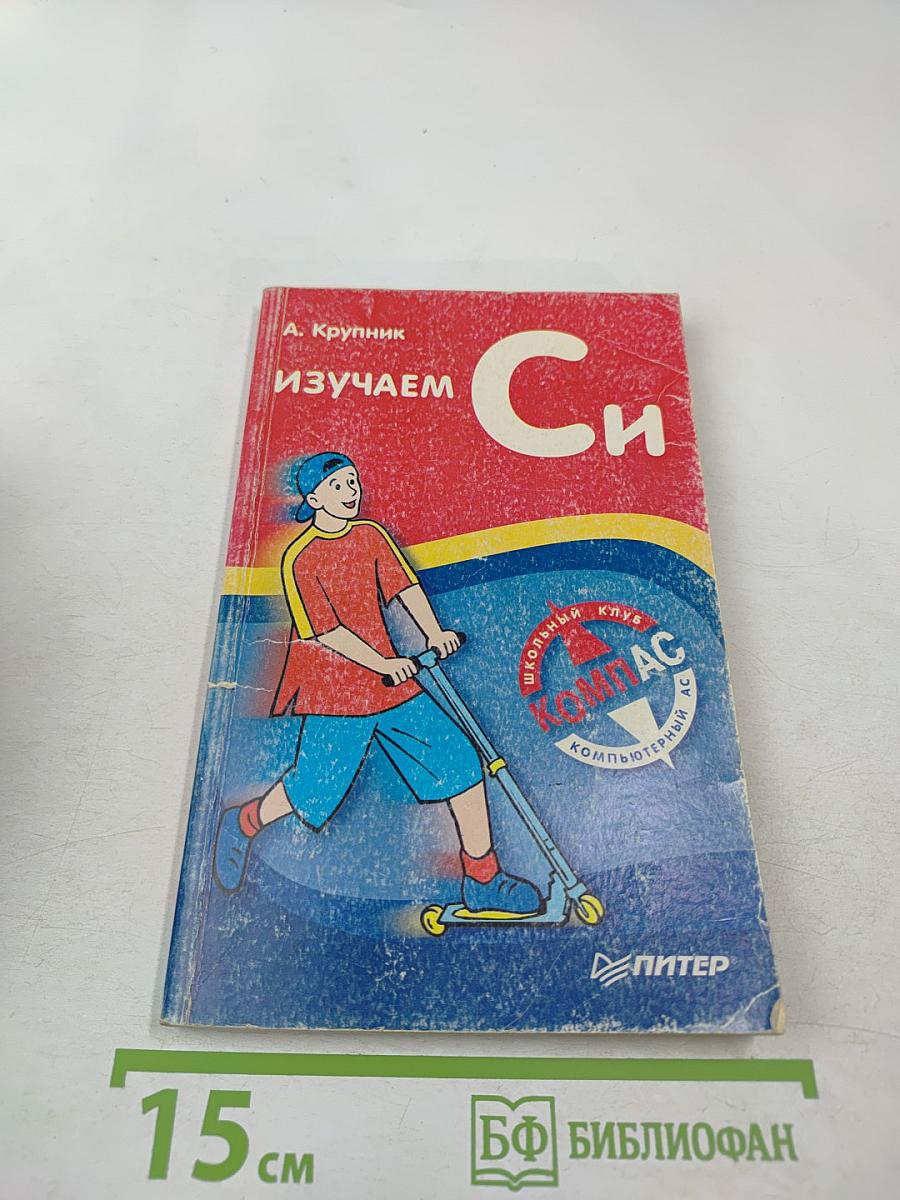 А. Крупник
ИЗУЧАЕМ Си
ШКОЛЬНЫЙ КЛУБ
КОМПАС
КОМПЬЮТЕРНЫЙ АС
ПИТЕР
15 см
БФ БИБЛИОФАН